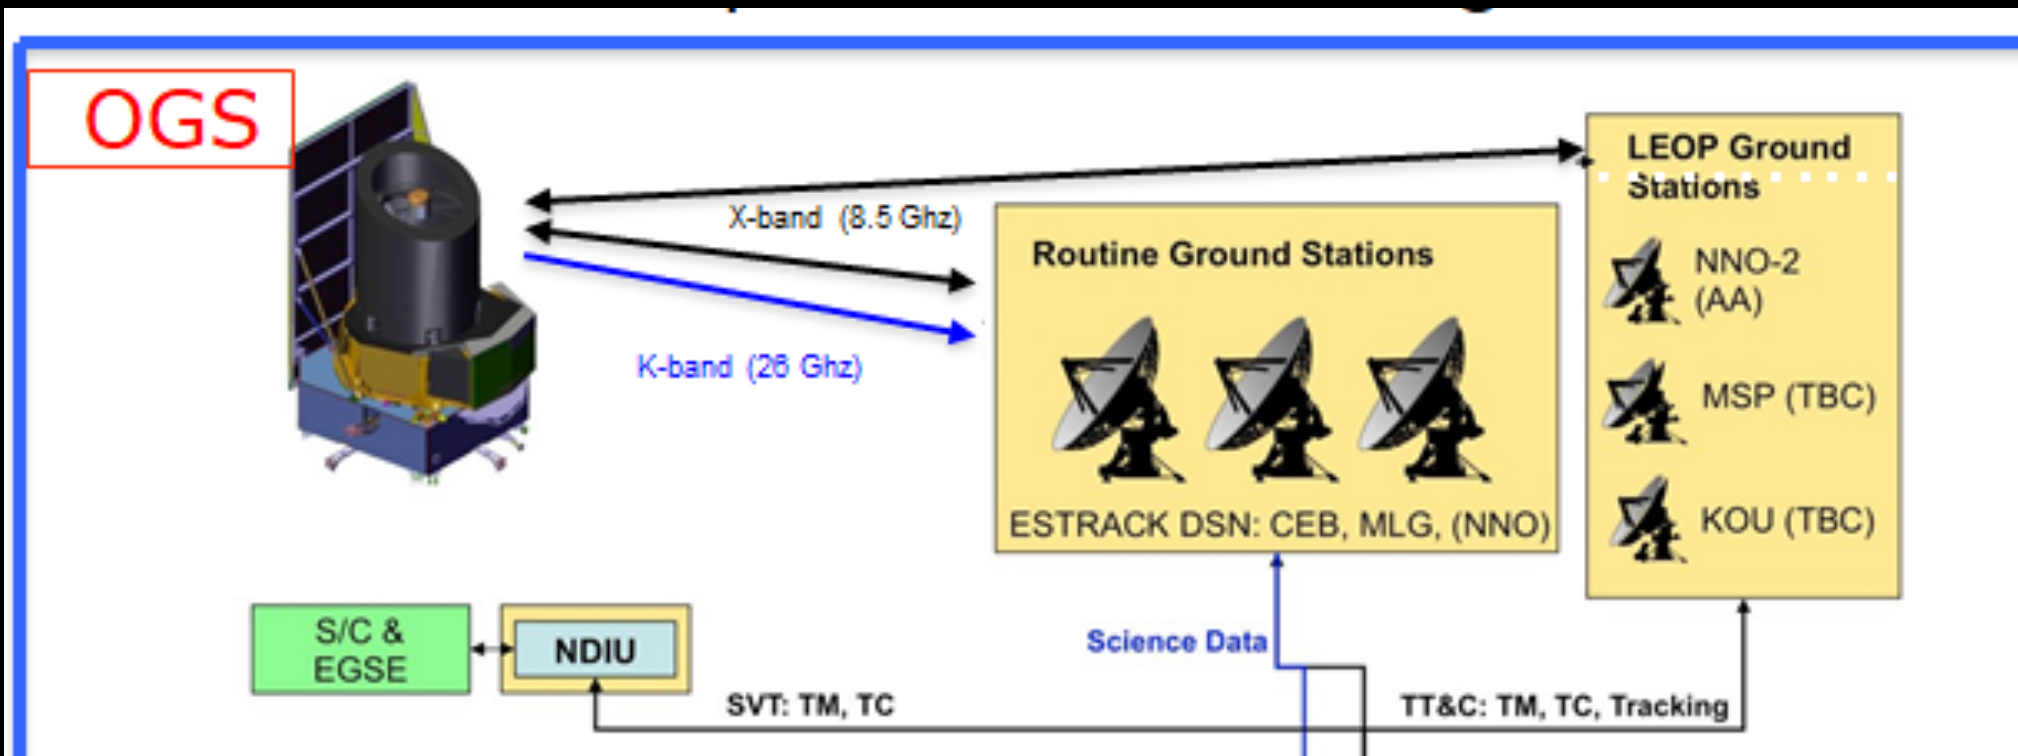 OGS
LEOP Ground
Stations
X-band (8.5 Ghz)
Routine Ground Stations
NNO-2
(AA)
K-band (26 Ghz)
MSP (TBC)
ESTRACK DSN: CEB, MLG, (NNO)
KOU (TBC)
S/C &
EGSE
NDIU
Science Data
SVT: TM, TC
TT&C: TM, TC, Tracking